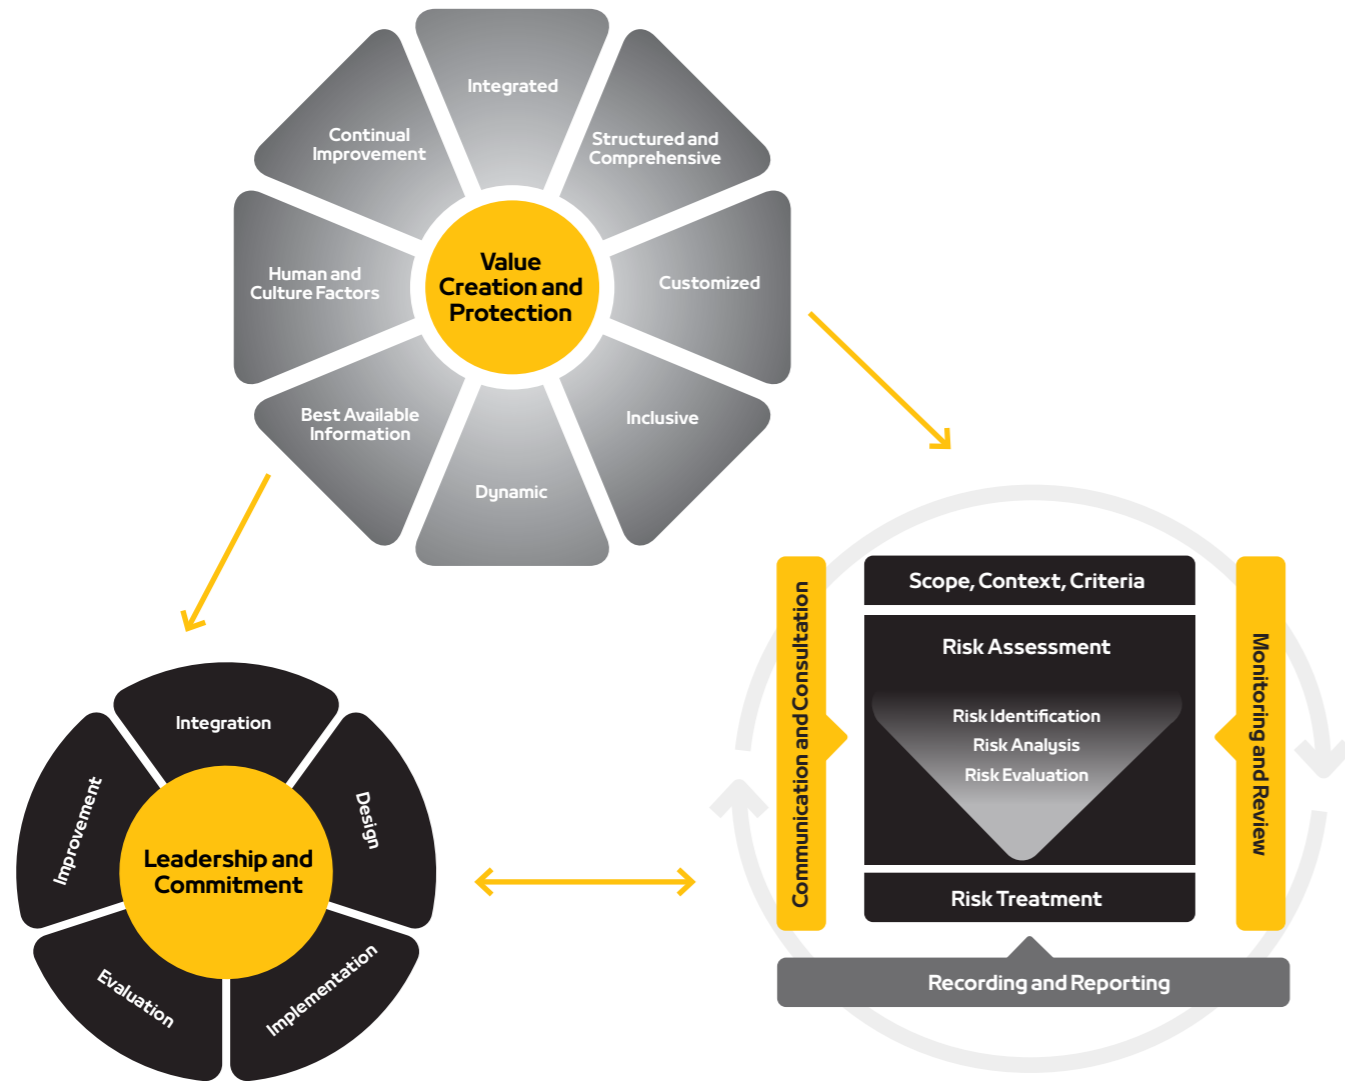 Integrated
Structured and
Comprehensive
Customized
Inclusive
Dynamic
Best Available
Information
Human and
Culture Factors
Continual
Improvement
Value
Creation and
Protection
Integration
Design
Implementation
Evaluation
Improvement
Leadership and
Commitment
Scope, Context, Criteria
Risk Assessment
Risk Identification
Risk Analysis
Risk Evaluation
Risk Treatment
Communication and Consultation
Monitoring and Review
Recording and Reporting